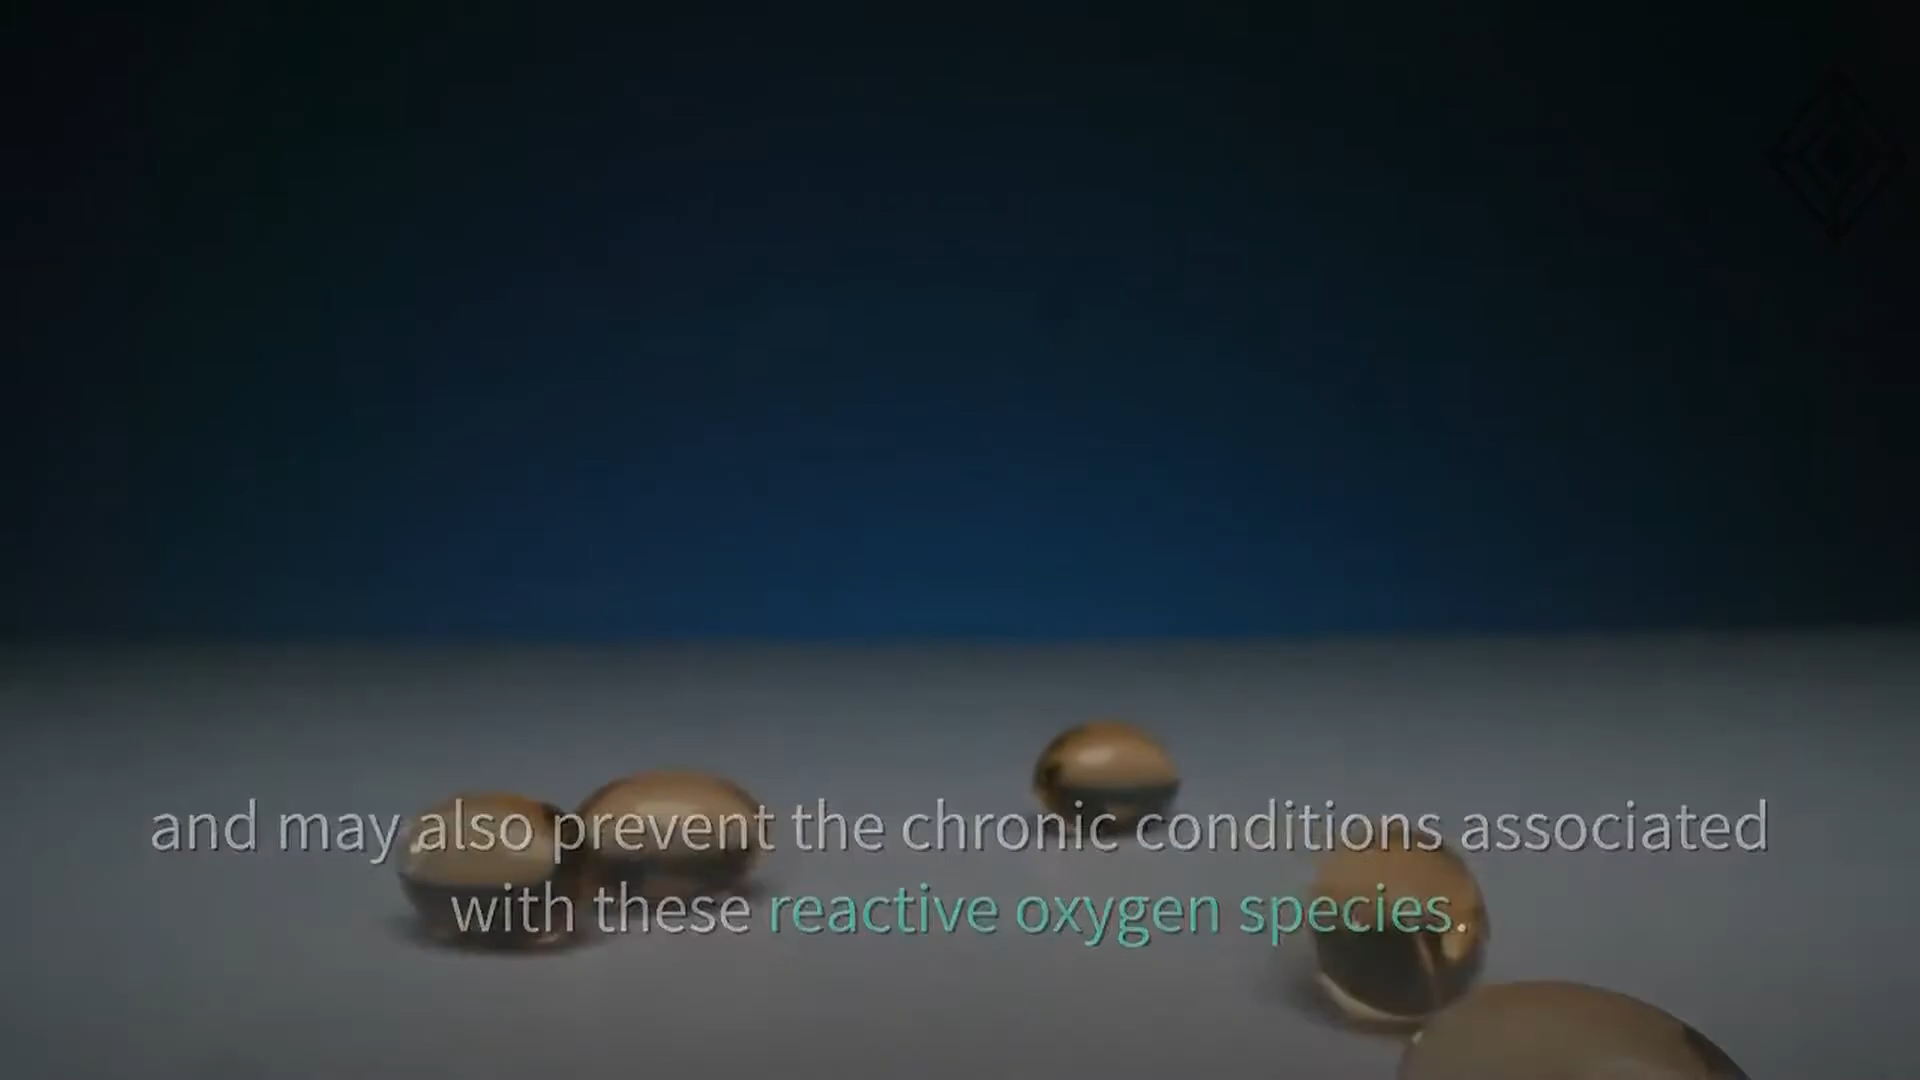 and may also prevent the chronic conditions associated
with these reactive oxygen species.